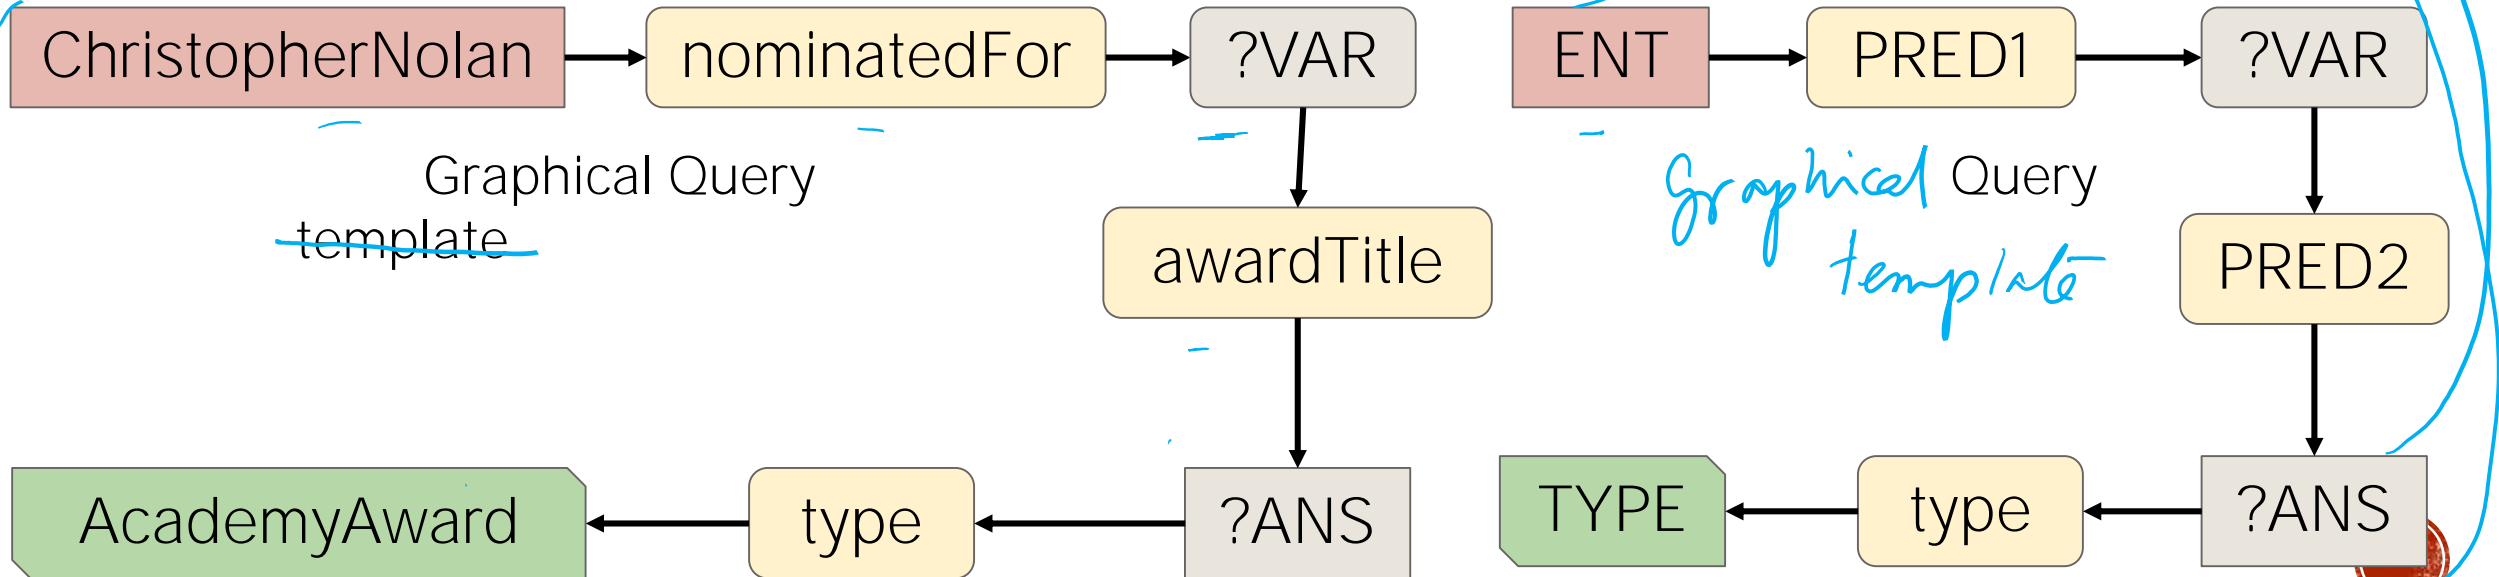 ChristopherNolan
nominatedFor
?VAR
Graphical Query
template
awardTitle
?ANS
type
AcademyAward
ENT
PRED1
?VAR
graphical Query
template
PRED2
?ANS
type
TYPE